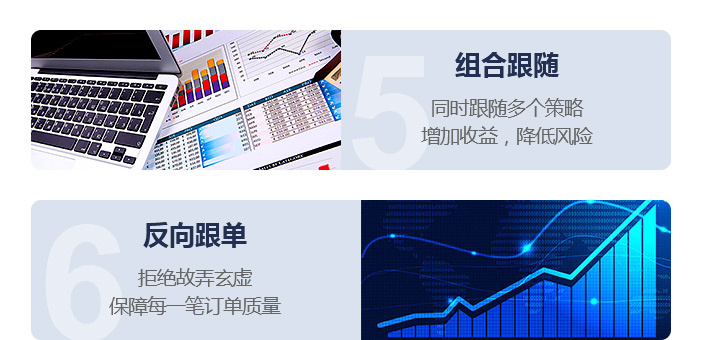 5
组合跟随
同时跟随多个策略
增加收益，降低风险
6
反向跟单
拒绝故弄玄虚
保障每一笔订单质量